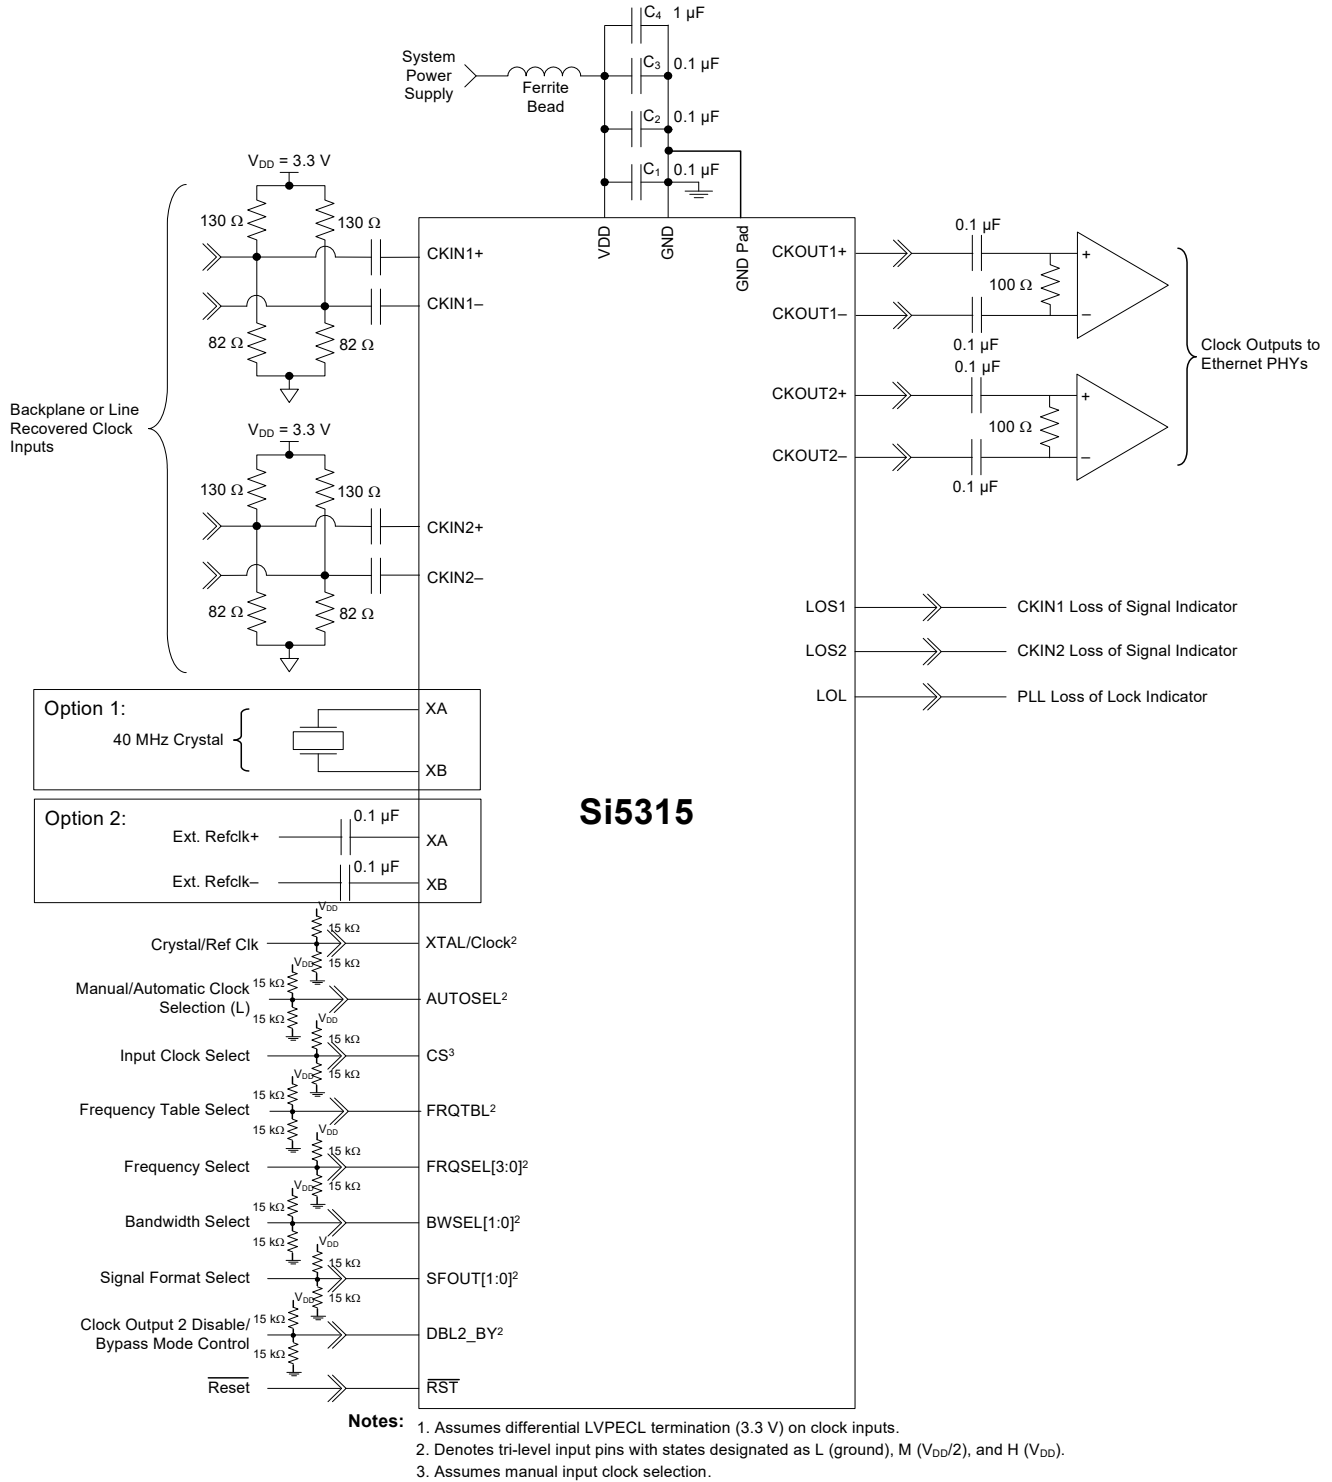 C4 1 µF
System
Power
Supply
Ferrite
Bead
C3 0.1 µF
C2 0.1 µF
C1 0.1 µF
VDD
GND
GND Pad
VDD = 3.3 V
130 Ω
130 Ω
82 Ω
82 Ω
CKIN1+
CKIN1–
Backplane or Line
Recovered Clock
Inputs
VDD = 3.3 V
130 Ω
130 Ω
82 Ω
82 Ω
CKIN2+
CKIN2–
CKOUT1+
0.1 µF
100 Ω
+
–
CKOUT1–
0.1 µF
0.1 µF
CKOUT2+
100 Ω
+
–
CKOUT2–
0.1 µF
Clock Outputs to
Ethernet PHYs
LOS1
CKIN1 Loss of Signal Indicator
LOS2
CKIN2 Loss of Signal Indicator
LOL
PLL Loss of Lock Indicator
Option 1:
40 MHz Crystal
XA
XB
Si5315
Option 2:
Ext. Refclk+
0.1 µF
XA
Ext. Refclk–
0.1 µF
XB
VDD
15 kΩ
Crystal/Ref Clk
XTAL/Clock2
15 kΩ
VDD
15 kΩ
Manual/Automatic Clock
Selection (L)
AUTOSEL2
15 kΩ
VDD
15 kΩ
Input Clock Select
CS3
15 kΩ
VDD
15 kΩ
Frequency Table Select
FRQTBL2
15 kΩ
VDD
15 kΩ
Frequency Select
FRQSEL[3:0]2
15 kΩ
VDD
15 kΩ
Bandwidth Select
BWSEL[1:0]2
15 kΩ
VDD
15 kΩ
Signal Format Select
SFOUT[1:0]2
15 kΩ
VDD
15 kΩ
Clock Output 2 Disable/
Bypass Mode Control
DBL2_BY2
15 kΩ
Reset
RST
Notes: 1. Assumes differential LVPECL termination (3.3 V) on clock inputs.
2. Denotes tri-level input pins with states designated as L (ground), M (VDD/2), and H (VDD).
3. Assumes manual input clock selection.